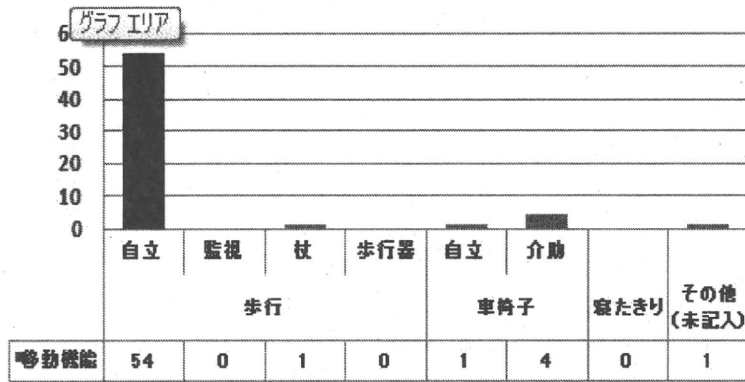 グラフ エリア
6
50
40
30
20
10
0
自立 監視 杖 歩行器 自立 介助
歩行 車椅子 寝たきり その他
(未記入)
移動機能 54 0 1 0 1 4 0 1